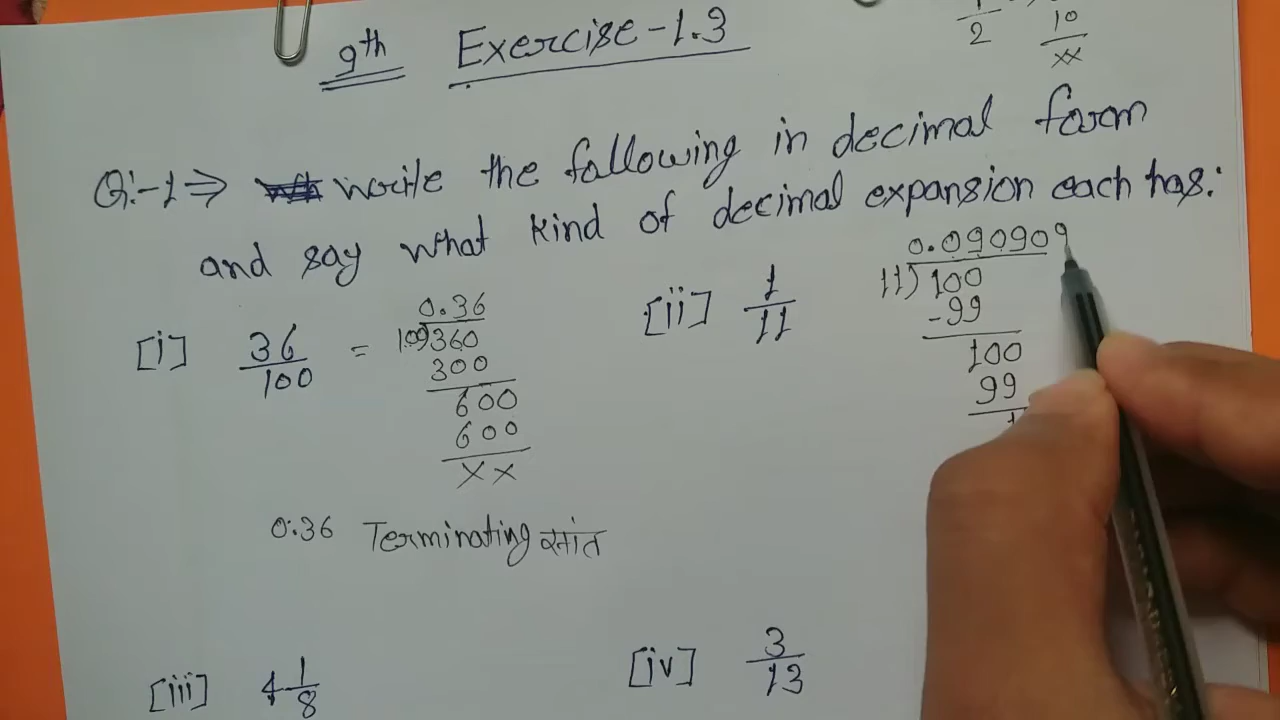 9th Exercise-1.3
1/2 10
xx
Q:-1⇒ Write the following in decimal form
and say what kind of decimal expansion each has:
[i] 36/100 =
0.36
100)360
300
600
600
xx
0.36 Terminating सांत
[ii] 1/11
0.090909
11)100
-99
100
99
1
[iii] 4 1/8
[iv] 3/13